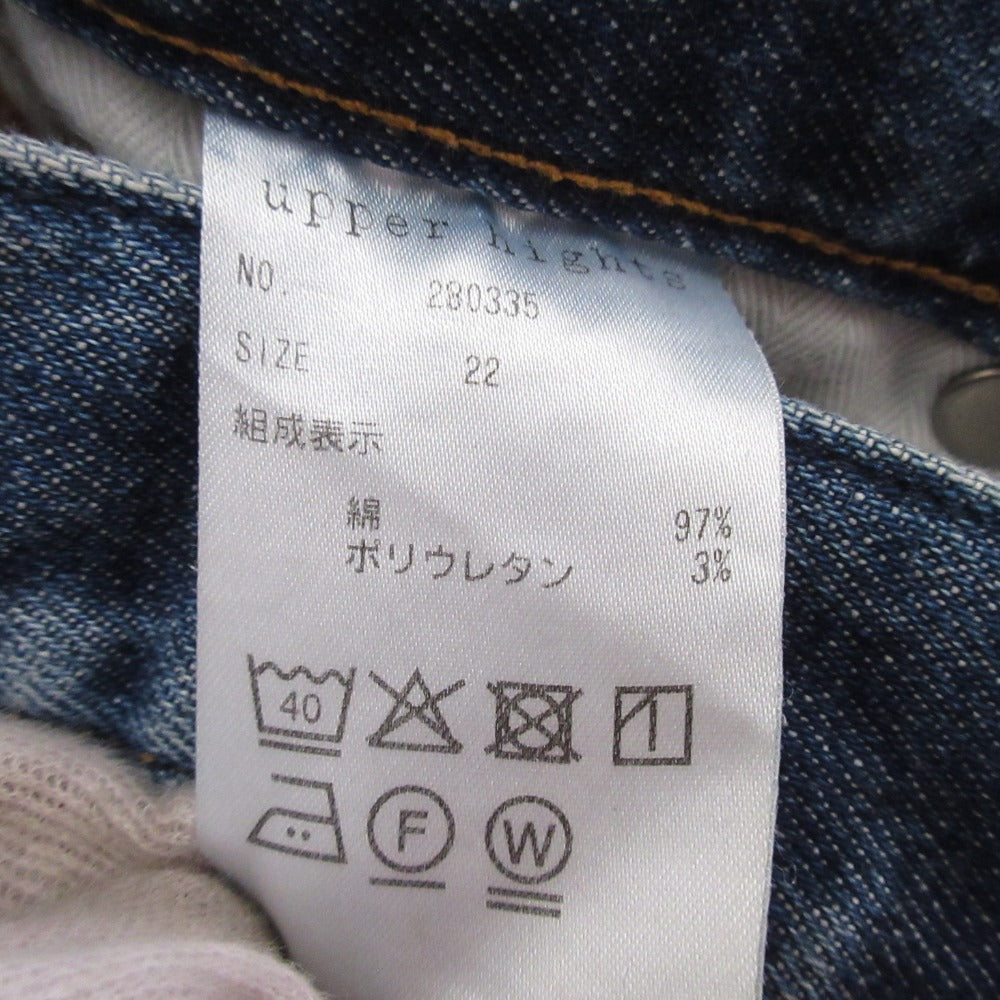 upper hights
NO. 280335
SIZE 22
組成表示
綿 97%
ポリウレタン 3%
40
F W